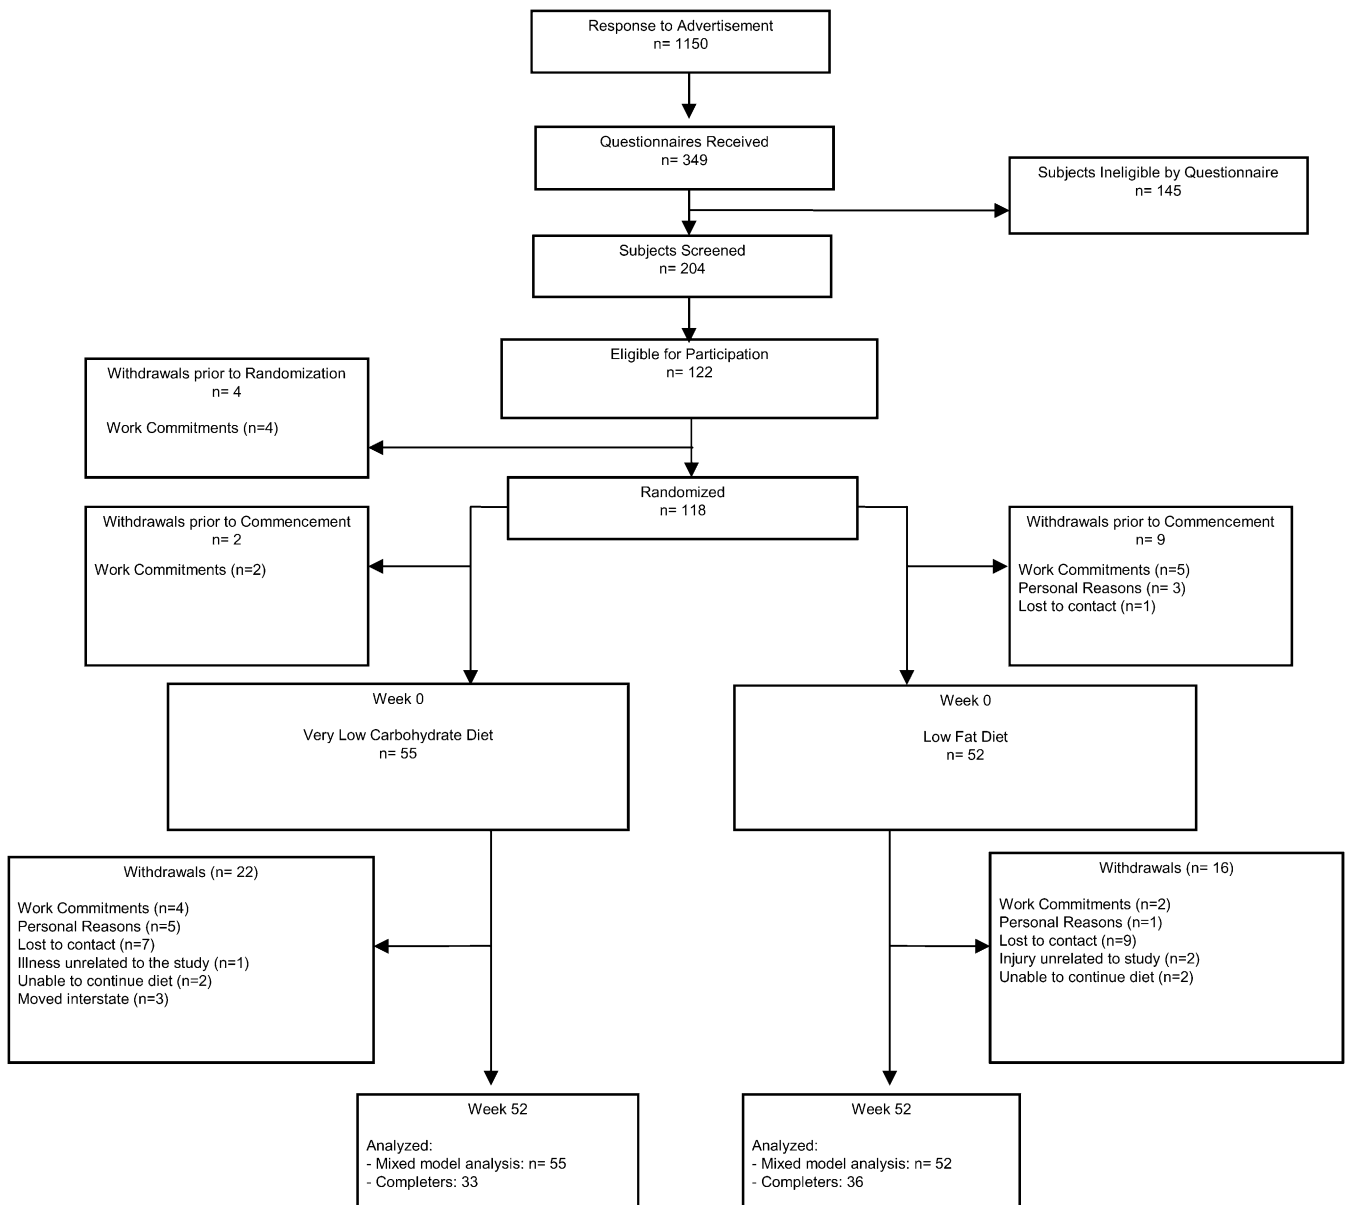 Response to Advertisement
n= 1150
Questionnaires Received
n= 349
Subjects Ineligible by Questionnaire
n= 145
Subjects Screened
n= 204
Eligible for Participation
n= 122
Withdrawals prior to Randomization
n= 4
Work Commitments (n=4)
Randomized
n= 118
Withdrawals prior to Commencement
n= 2
Work Commitments (n=2)
Withdrawals prior to Commencement
n= 9
Work Commitments (n=5)
Personal Reasons (n= 3)
Lost to contact (n=1)
Week 0
Very Low Carbohydrate Diet
n= 55
Week 0
Low Fat Diet
n= 52
Withdrawals (n= 22)
Work Commitments (n=4)
Personal Reasons (n=5)
Lost to contact (n=7)
Illness unrelated to the study (n=1)
Unable to continue diet (n=2)
Moved interstate (n=3)
Withdrawals (n= 16)
Work Commitments (n=2)
Personal Reasons (n=1)
Lost to contact (n=9)
Injury unrelated to study (n=2)
Unable to continue diet (n=2)
Week 52
Analyzed:
- Mixed model analysis: n= 55
- Completers: 33
Week 52
Analyzed:
- Mixed model analysis: n= 52
- Completers: 36